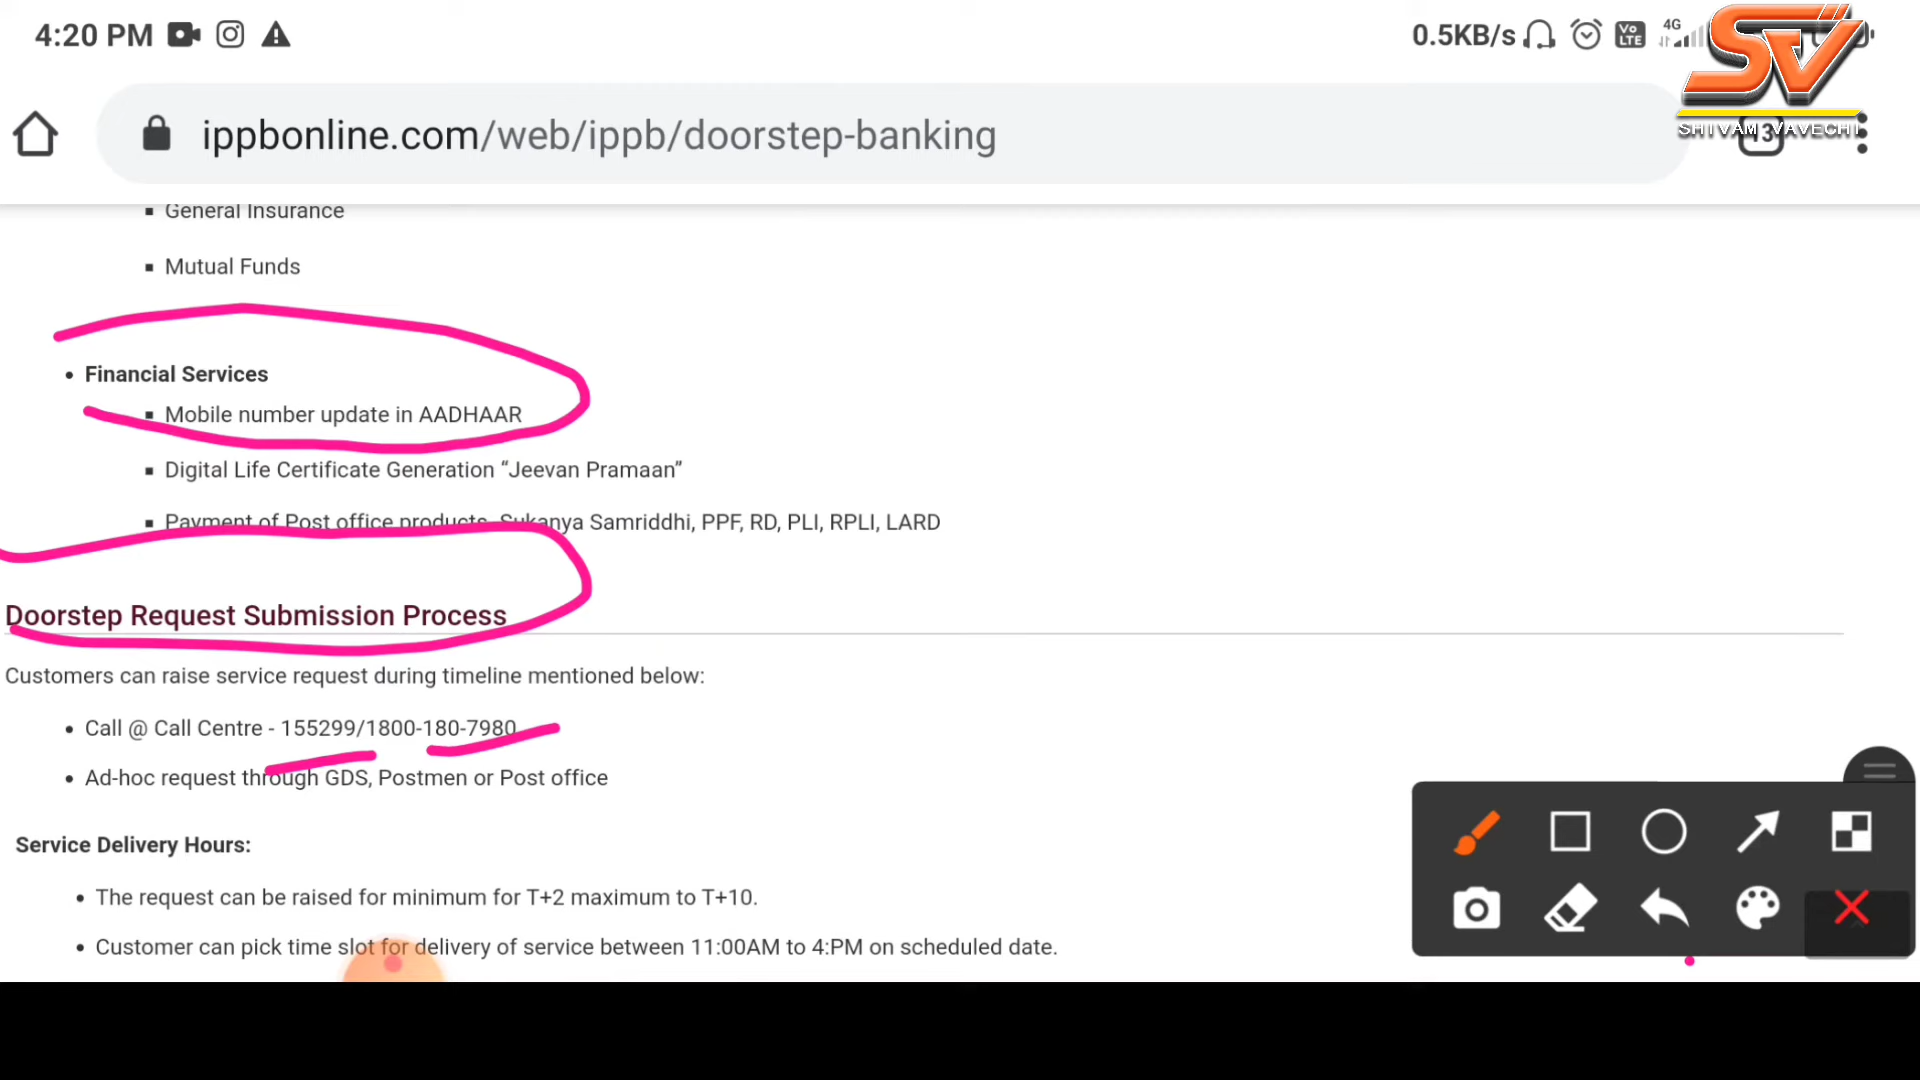 4:20 PM
0.5KB/s
Vo
LTE
4G
SV
SHIVAM VAVECHI
ippbonline.com/web/ippb/doorstep-banking
13
General Insurance
Mutual Funds
Financial Services
Mobile number update in AADHAAR
Digital Life Certificate Generation “Jeevan Pramaan”
Payment of Post office products- Sukanya Samriddhi, PPF, RD, PLI, RPLI, LARD
Doorstep Request Submission Process
Customers can raise service request during timeline mentioned below:
Call @ Call Centre - 155299/1800-180-7980
Ad-hoc request through GDS, Postmen or Post office
Service Delivery Hours:
The request can be raised for minimum for T+2 maximum to T+10.
Customer can pick time slot for delivery of service between 11:00AM to 4:PM on scheduled date.